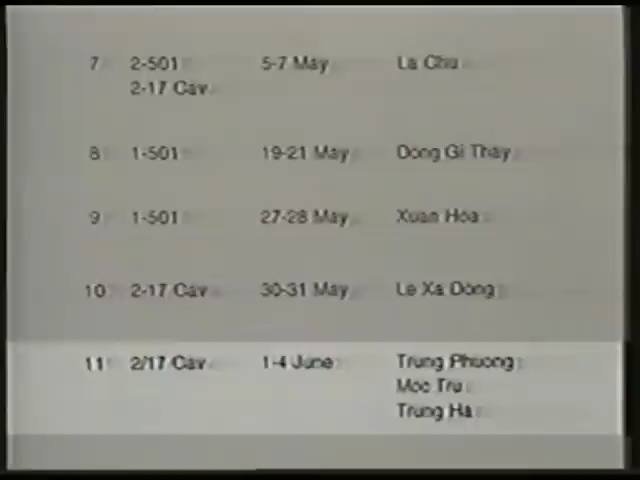 7 2-501 5-7 May La Chu
2-17 Cav
8 1-501 19-21 May Dong Gi Thay
9 1-501 27-28 May Xuan Hoa
10 2-17 Cav 30-31 May Le Xa Dong
11 2/17 Cav 1-4 June Trung Phuong
Moc Tru
Trung Ha